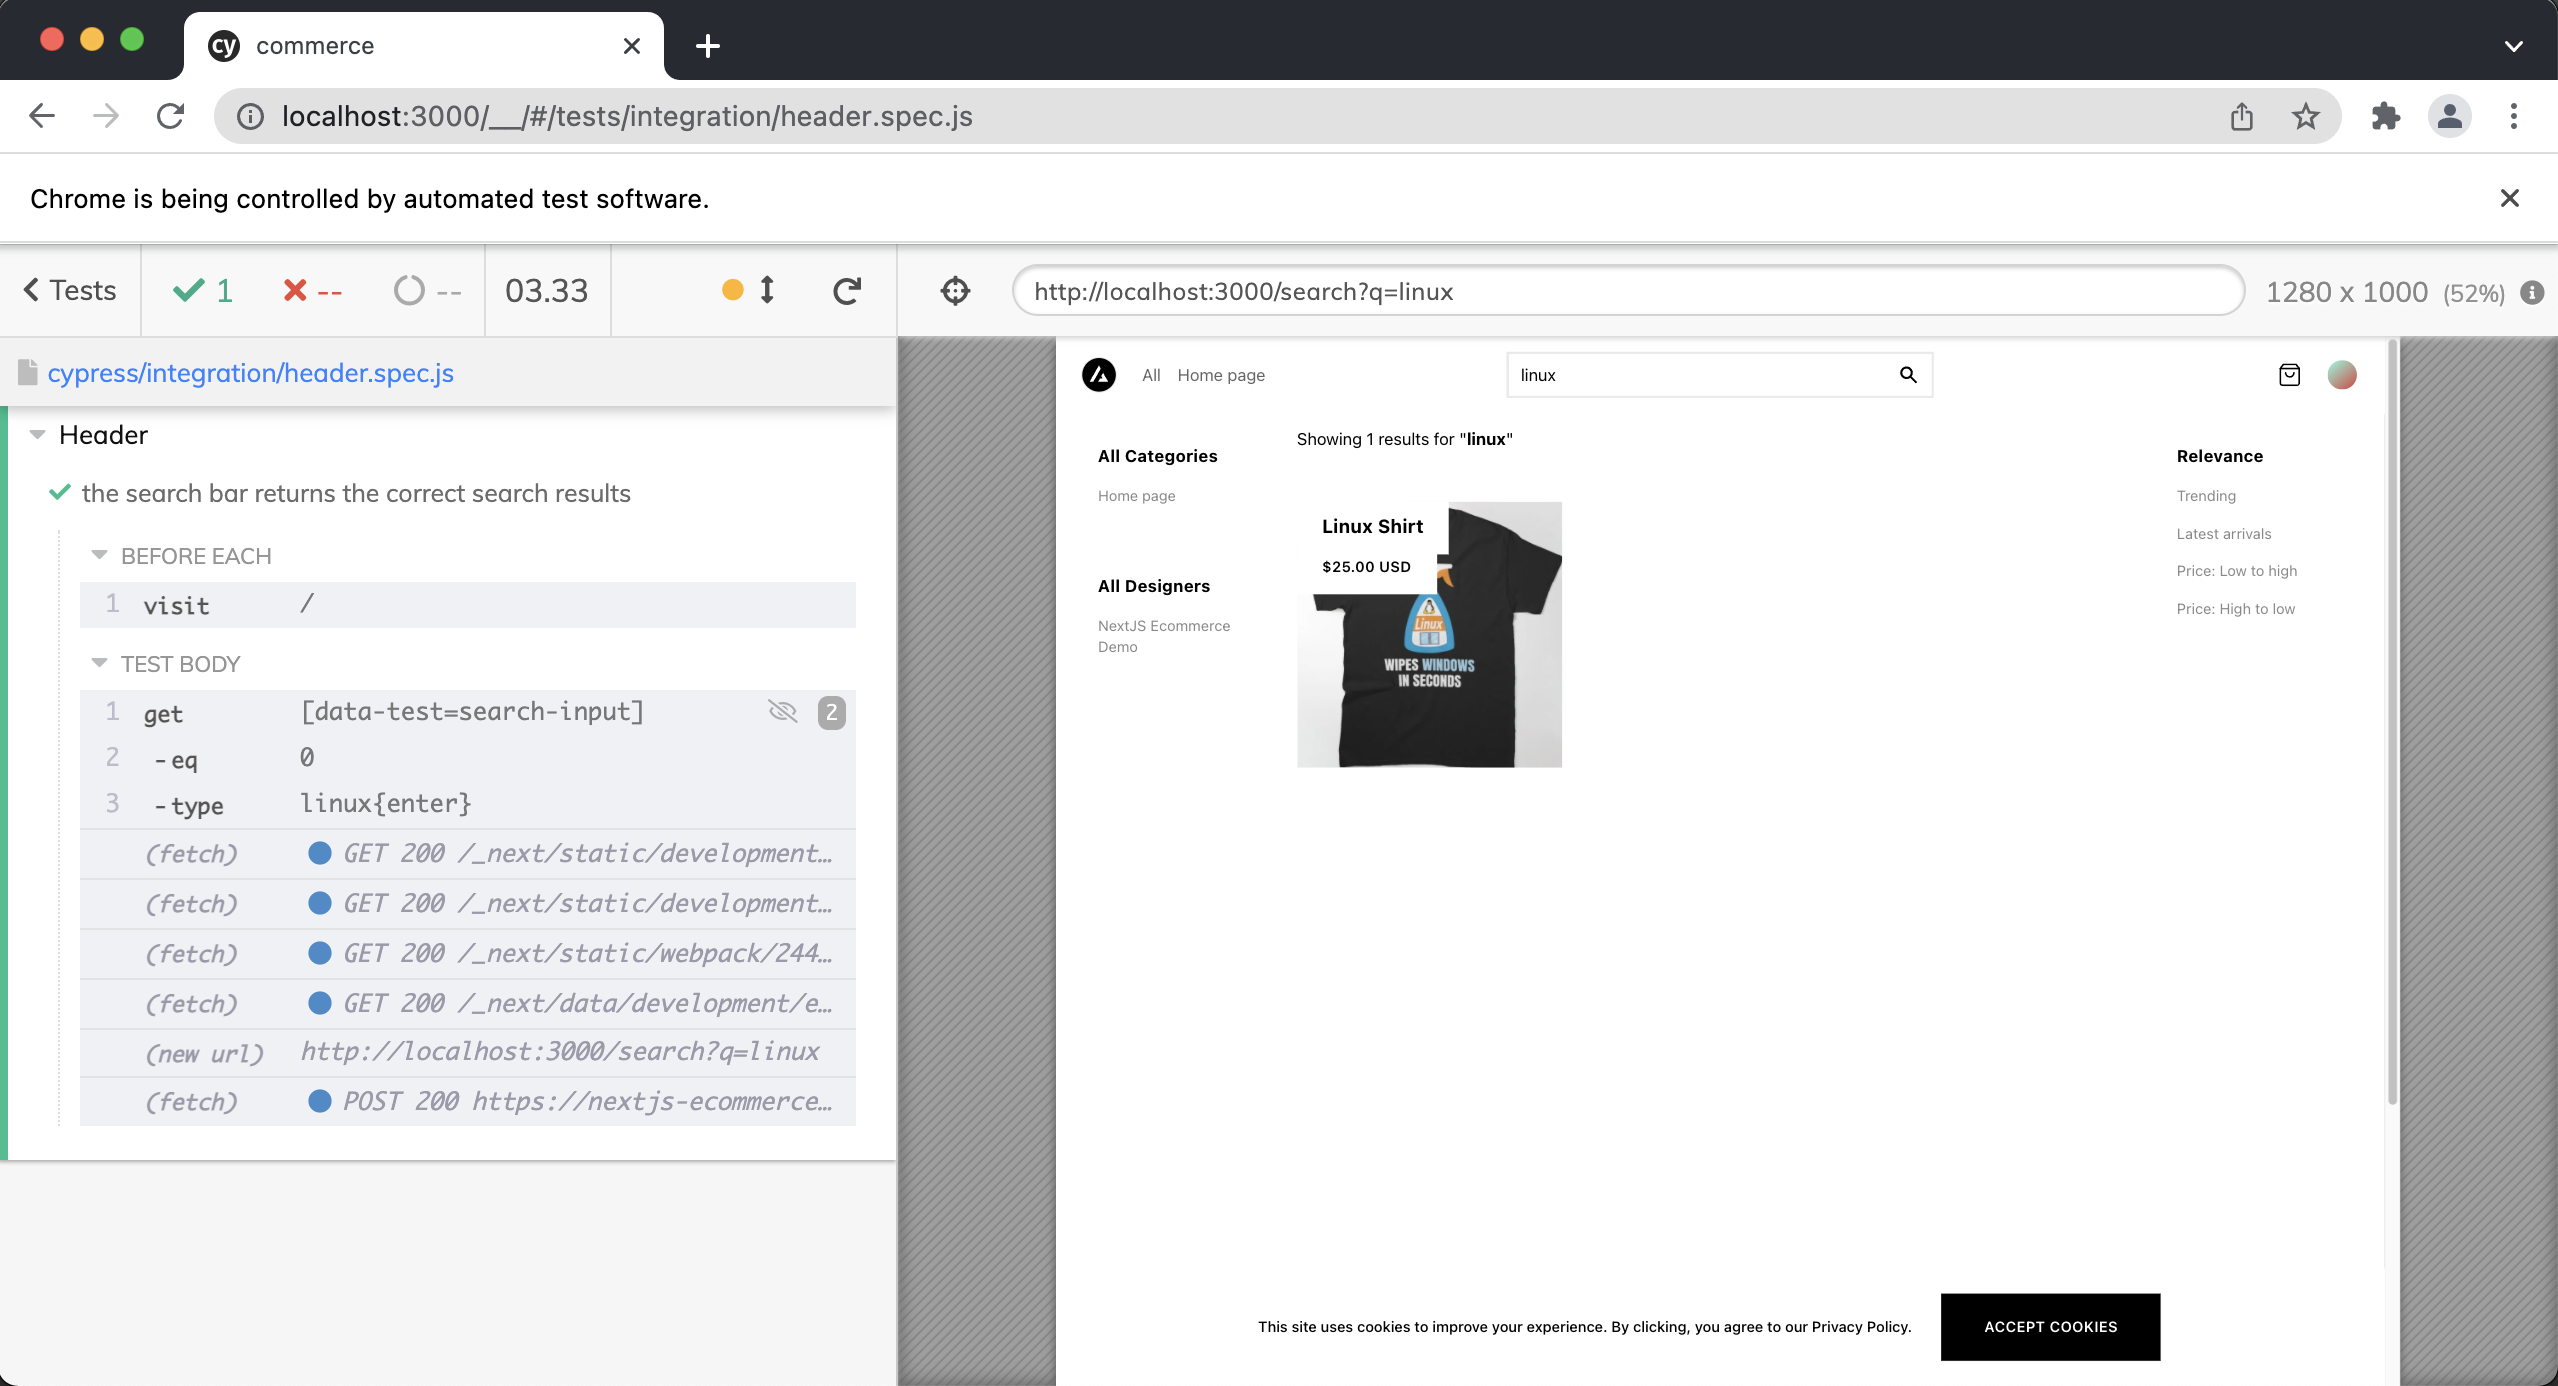 cy commerce
localhost:3000/__/#/tests/integration/header.spec.js
Chrome is being controlled by automated test software.
Tests 1 -- -- 03.33
http://localhost:3000/search?q=linux 1280 x 1000 (52%)
cypress/integration/header.spec.js
Header
the search bar returns the correct search results
BEFORE EACH
1 visit /
TEST BODY
1 get [data-test=search-input] 2
2 -eq 0
3 -type linux{enter}
(fetch) GET 200 /_next/static/development…
(fetch) GET 200 /_next/static/development…
(fetch) GET 200 /_next/static/webpack/244…
(fetch) GET 200 /_next/data/development/e…
(new url) http://localhost:3000/search?q=linux
(fetch) POST 200 https://nextjs-ecommerce…
All Home page
linux
All Categories
Home page
All Designers
NextJS Ecommerce
Demo
Showing 1 results for "linux"
Linux Shirt
$25.00 USD
Linux
WIPES WINDOWS
IN SECONDS
Relevance
Trending
Latest arrivals
Price: Low to high
Price: High to low
This site uses cookies to improve your experience. By clicking, you agree to our Privacy Policy.
ACCEPT COOKIES